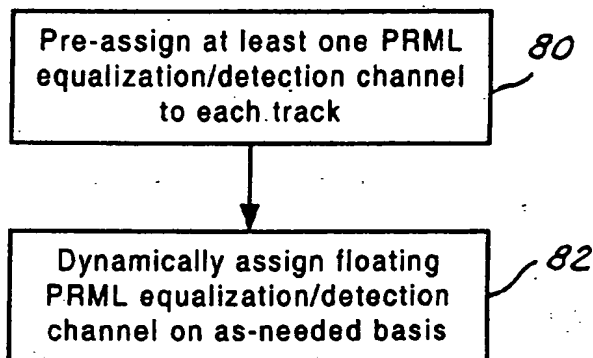 Pre-assign at least one PRML
equalization/detection channel
to each track
80
Dynamically assign floating
PRML equalization/detection
channel on as-needed basis
82